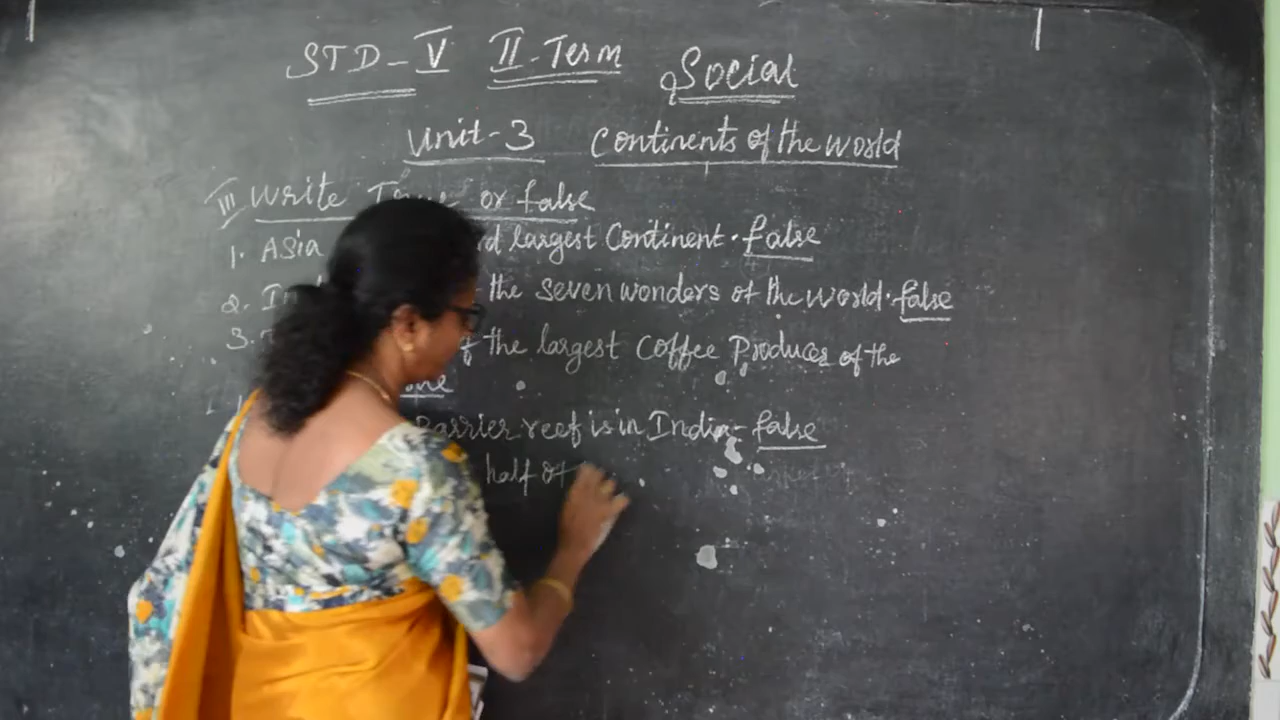 STD - V II - Term Social
Unit - 3 Continents of the world
III Write or false
1. Asia largest Continent. false
2. the seven wonders of the world. false
3. the largest Coffee Produces of the
Barrier reef is in India - false
half of